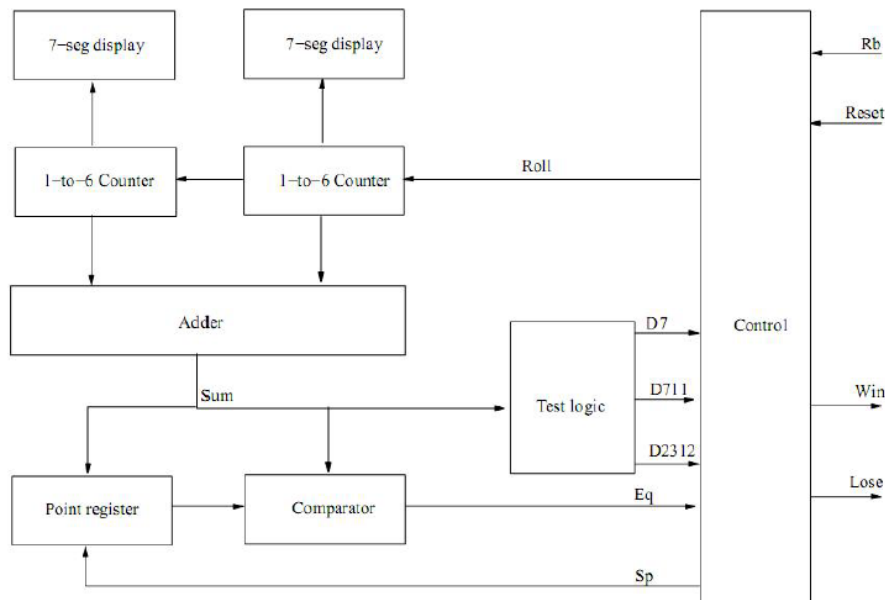 7-seg display
7-seg display
Rb
Reset
1-to-6 Counter
1-to-6 Counter
Roll
Adder
D7
Control
Sum
Test logic
D711
Win
D2312
Point register
Comparator
Eq
Lose
Sp